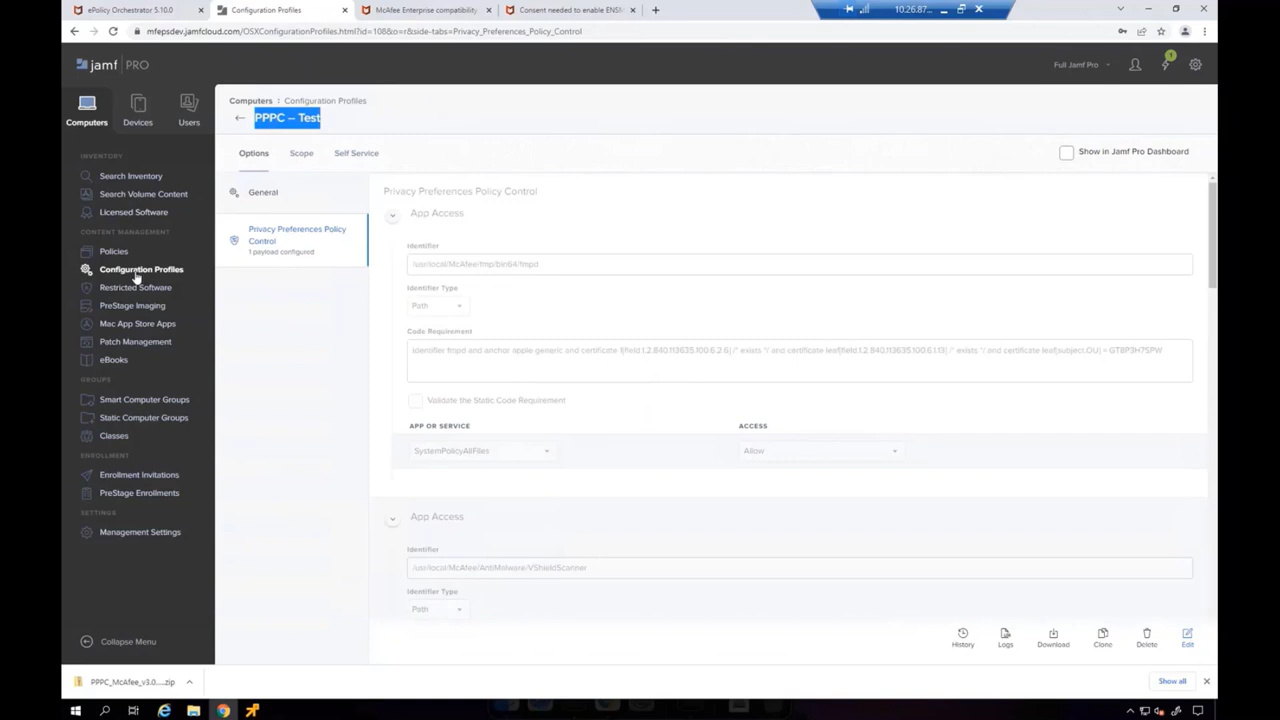 ePolicy Orchestrator 5.10.0
Configuration Profiles
McAfee Enterprise compatibility
Consent needed to enable ENSM
10.26.87...
mfepsdev.jamfcloud.com/OSXConfigurationProfiles.html?id=108&o=r&side-tabs=Privacy_Preferences_Policy_Control
jamf PRO
Full Jamf Pro
1
Computers
Devices
Users
Computers : Configuration Profiles
PPPC – Test
Options
Scope
Self Service
Show in Jamf Pro Dashboard
INVENTORY
Search Inventory
Search Volume Content
Licensed Software
CONTENT MANAGEMENT
Policies
Configuration Profiles
Restricted Software
PreStage Imaging
Mac App Store Apps
Patch Management
eBooks
GROUPS
Smart Computer Groups
Static Computer Groups
Classes
ENROLLMENT
Enrollment Invitations
PreStage Enrollments
SETTINGS
Management Settings
Collapse Menu
General
Privacy Preferences Policy
Control
1 payload configured
Privacy Preferences Policy Control
App Access
Identifier
/usr/local/McAfee/fmp/bin64/fmpd
Identifier Type
Path
Code Requirement
identifier fmpd and anchor apple generic and certificate 1[field.1.2.840.113635.100.6.2.6] /* exists */ and certificate leaf[field.1.2.840.113635.100.6.1.13] /* exists */ and certificate leaf[subject.OU] = GT8P3H7SPW
Validate the Static Code Requirement
APP OR SERVICE
ACCESS
SystemPolicyAllFiles
Allow
App Access
Identifier
/usr/local/McAfee/AntiMalware/VShieldScanner
Identifier Type
Path
History
Logs
Download
Clone
Delete
Edit
PPPC_McAfee_v3.0....zip
Show all